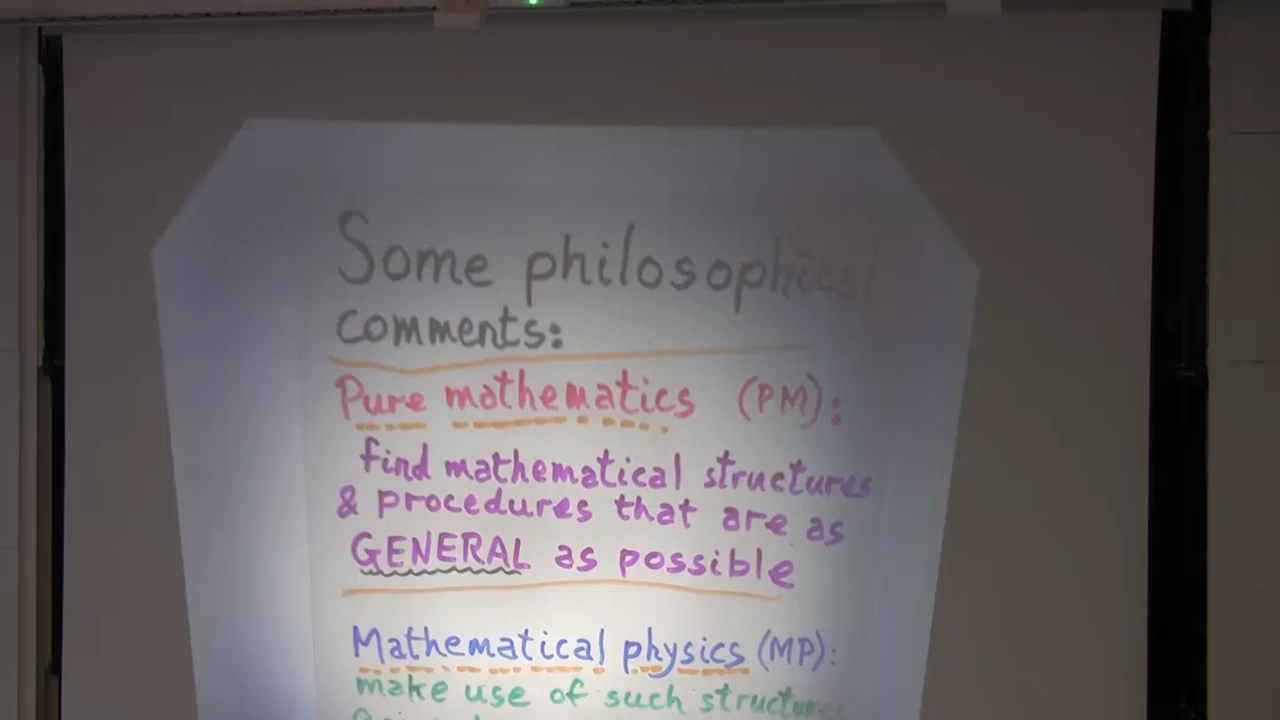 Some philosophical
comments:
Pure mathematics (PM):
find mathematical structures
& procedures that are as
GENERAL as possible
Mathematical physics (MP):
make use of such structures